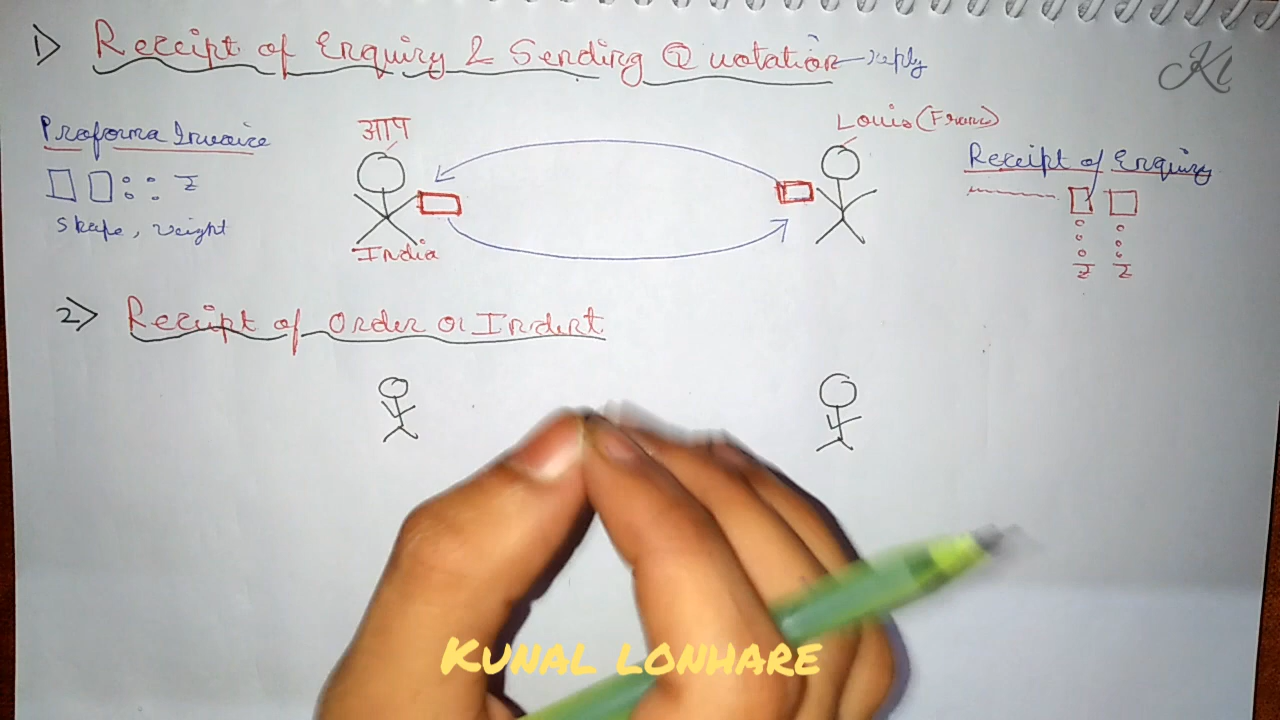 1) Receipt of Enquiry & Sending Quotation - reply
Kl
Proforma Invoice
shape, weight
आप
India
Louis (Franc)
Receipt of Enquiry
2) Receipt of Order or Indent
KUNAL LONHARE